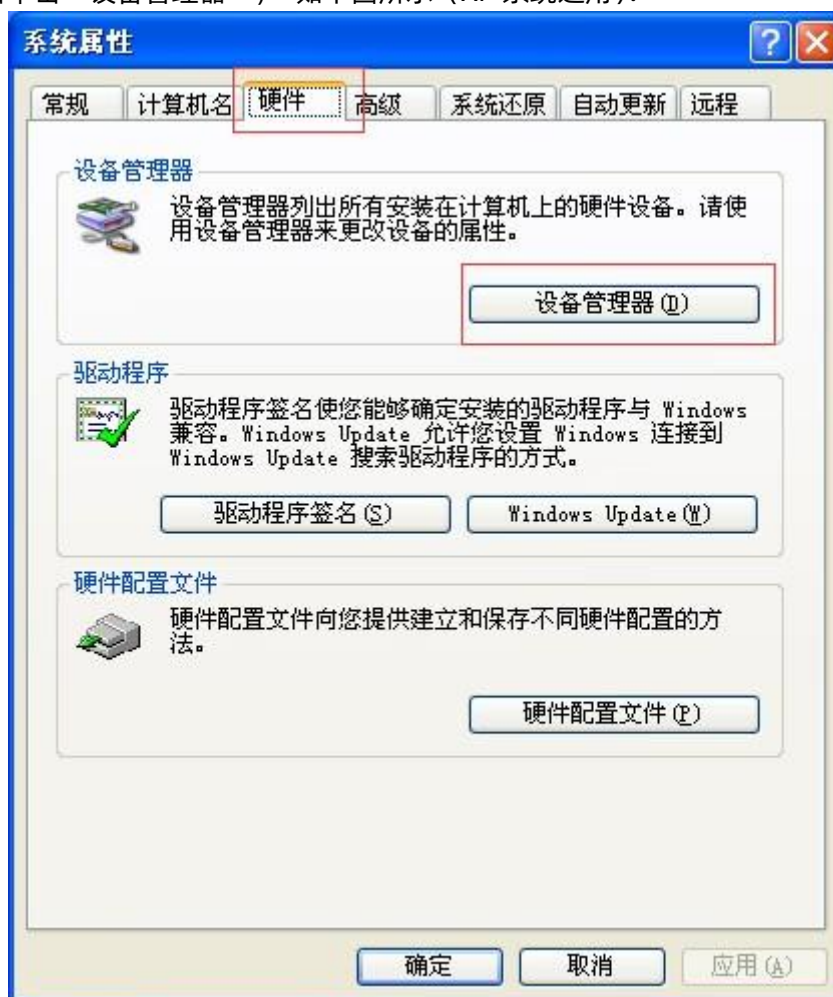 系统属性
常规 计算机名 硬件 高级 系统还原 自动更新 远程
设备管理器
设备管理器列出所有安装在计算机上的硬件设备。请使
用设备管理器来更改设备的属性。
设备管理器(D)
驱动程序
驱动程序签名使您能够确定安装的驱动程序与 Windows
兼容。Windows Update 允许您设置 Windows 连接到
Windows Update 搜索驱动程序的方式。
驱动程序签名(S) Windows Update(W)
硬件配置文件
硬件配置文件向您提供建立和保存不同硬件配置的方
法。
硬件配置文件(P)
确定 取消 应用(A)